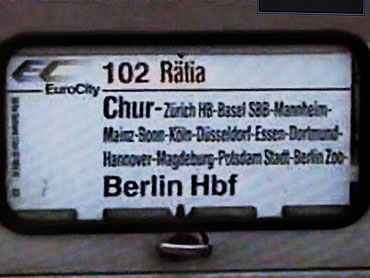 EC 102 Rätia
EuroCity
Chur-Zürich HB-Basel SBB-Mannheim-
Mainz-Bonn-Köln-Düsseldorf-Essen-Dortmund-
Hannover-Magdeburg-Potsdam Stadt-Berlin Zoo-
Berlin Hbf